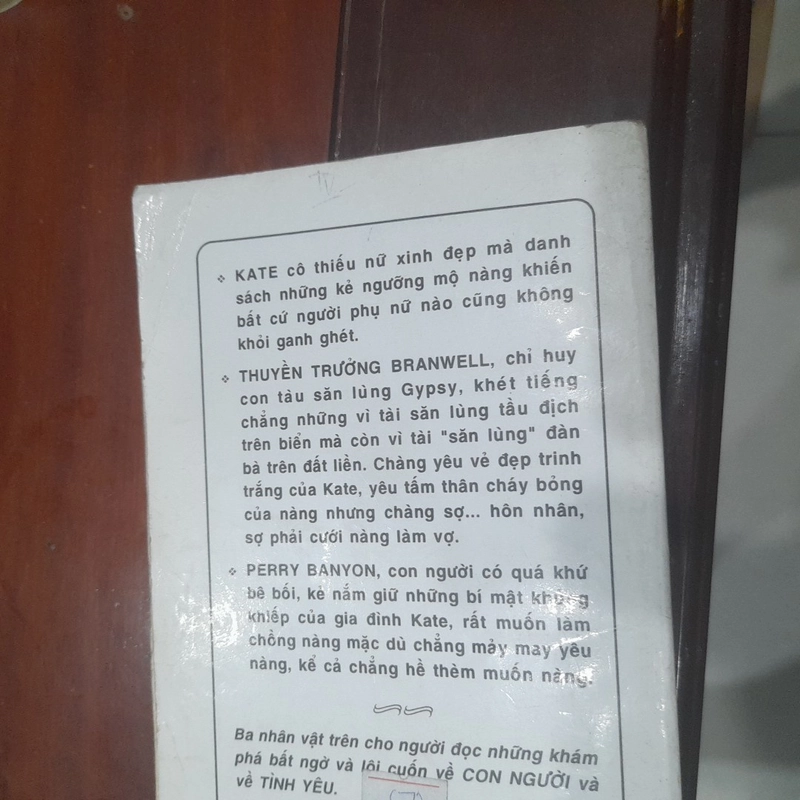 ❖ KATE cô thiếu nữ xinh đẹp mà danh
sách những kẻ ngưỡng mộ nàng khiến
bất cứ người phụ nữ nào cũng không
khỏi ganh ghét.
❖ THUYỀN TRƯỞNG BRANWELL, chỉ huy
con tàu săn lùng Gypsy, khét tiếng
chẳng những vì tài săn lùng tầu địch
trên biển mà còn vì tài "săn lùng" đàn
bà trên đất liền. Chàng yêu vẻ đẹp trinh
trắng của Kate, yêu tấm thân cháy bỏng
của nàng nhưng chàng sợ... hôn nhân,
sợ phải cưới nàng làm vợ.
❖ PERRY BANYON, con người có quá khứ
bê bối, kẻ nắm giữ những bí mật khủng
khiếp của gia đình Kate, rất muốn làm
chồng nàng mặc dù chẳng mảy may yêu
nàng, kể cả chẳng hề thèm muốn nàng.
Ba nhân vật trên cho người đọc những khám
phá bất ngờ và lôi cuốn về CON NGƯỜI và
về TÌNH YÊU.